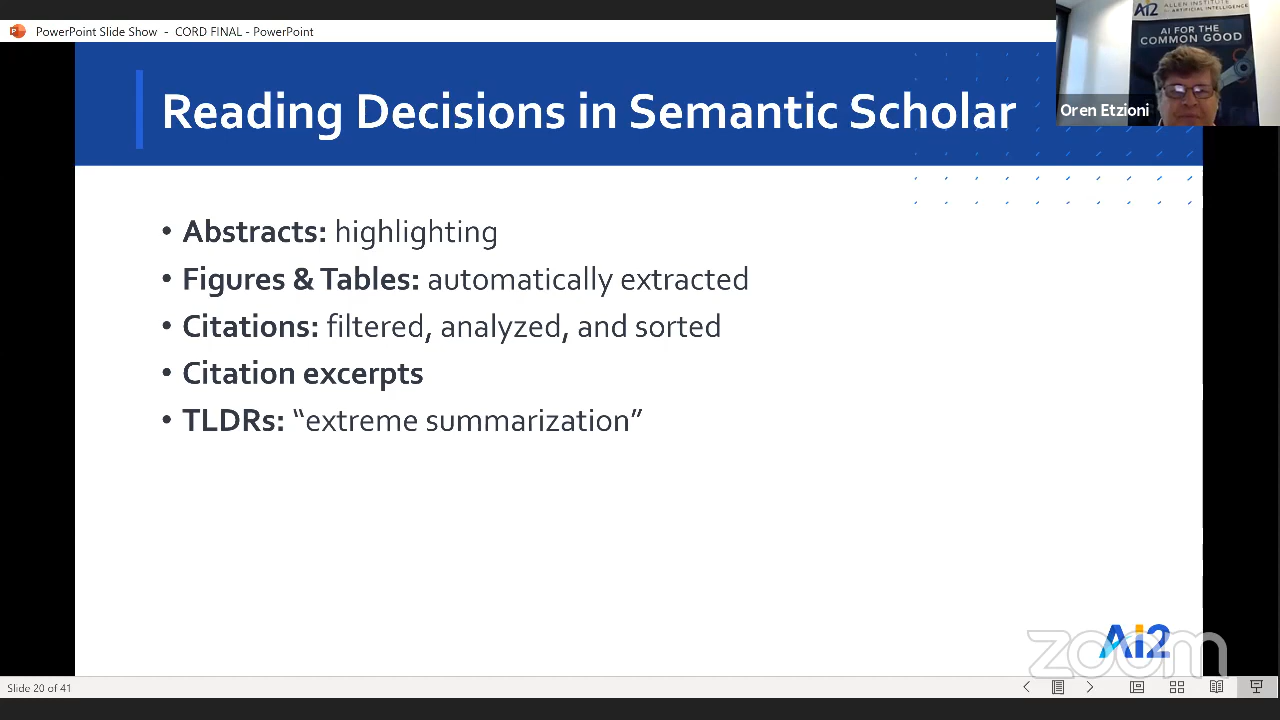 PowerPoint Slide Show - CORD FINAL - PowerPoint
Ai2 ALLEN INSTITUTE
for ARTIFICIAL INTELLIGENCE
AI FOR THE
COMMON GOOD
Oren Etzioni
Reading Decisions in Semantic Scholar
• Abstracts: highlighting
• Figures & Tables: automatically extracted
• Citations: filtered, analyzed, and sorted
• Citation excerpts
• TLDRs: “extreme summarization”
Ai2
zoom
Slide 20 of 41